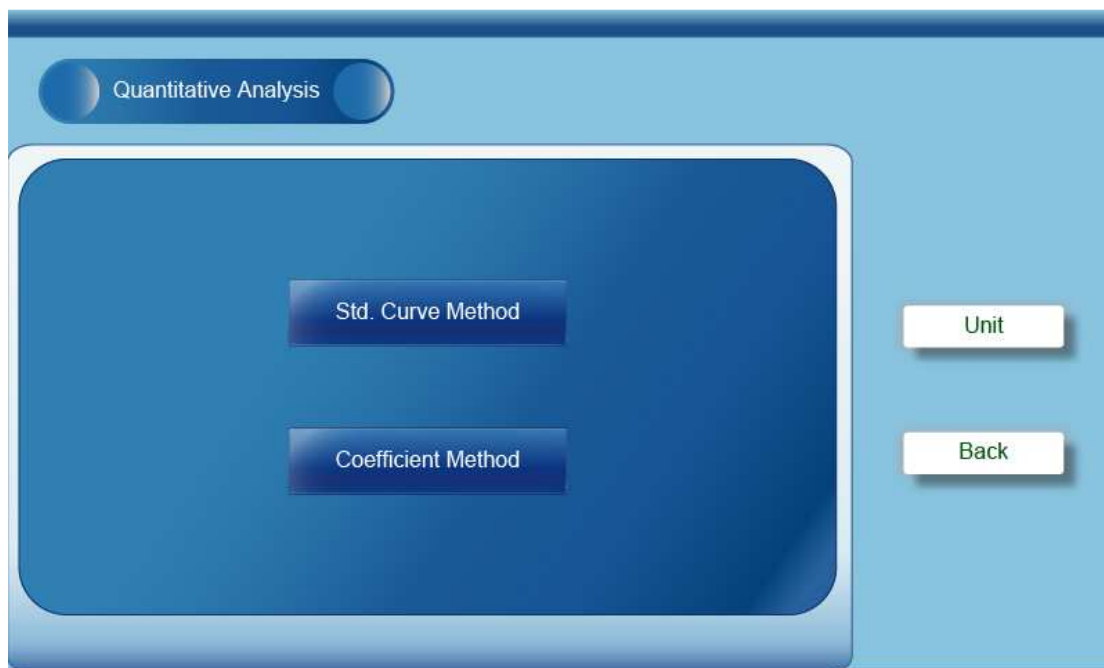 Quantitative Analysis
Std. Curve Method
Unit
Coefficient Method
Back